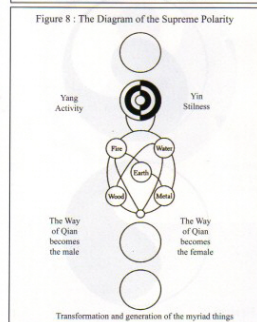 Figure 8 : The Diagram of the Supreme Polarity
Yang
Activity
Yin
Stilness
Fire
Water
Earth
Wood
Metal
The Way
of Qian
becomes
the male
The Way
of Qian
becomes
the female
Transformation and generation of the myriad things